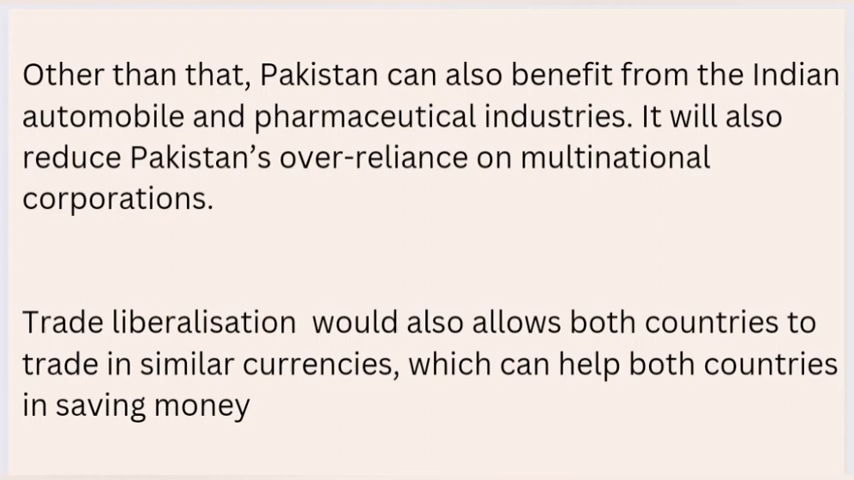 Other than that, Pakistan can also benefit from the Indian
automobile and pharmaceutical industries. It will also
reduce Pakistan’s over-reliance on multinational
corporations.
Trade liberalisation  would also allows both countries to
trade in similar currencies, which can help both countries
in saving money